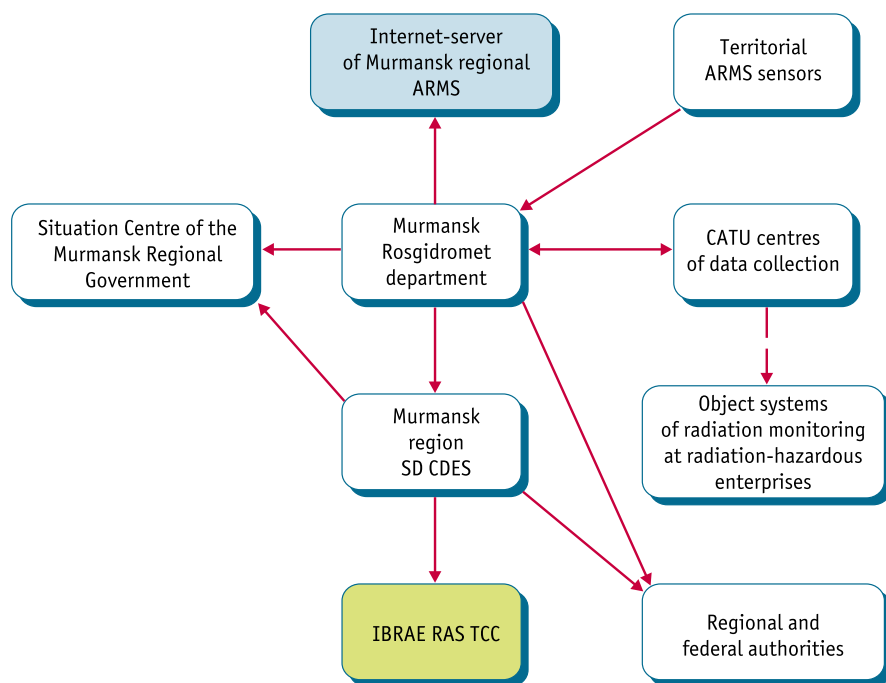 Internet-server
of Murmansk regional
ARMS
Territorial
ARMS sensors
Situation Centre of the
Murmansk Regional
Government
Murmansk
Rosgidromet
department
CATU centres
of data collection
Murmansk
region
SD CDES
Object systems
of radiation monitoring
at radiation-hazardous
enterprises
IBRAE RAS TCC
Regional and
federal authorities